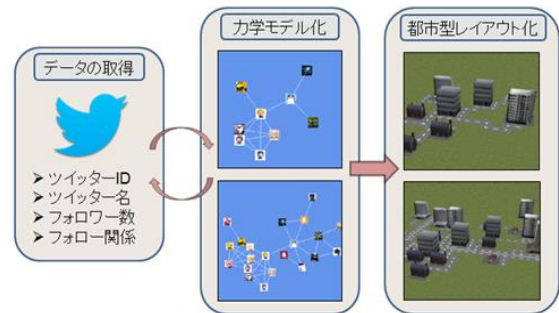 データの取得
ツイッターID
ツイッター名
フォロワー数
フォロー関係
力学モデル化
都市型レイアウト化